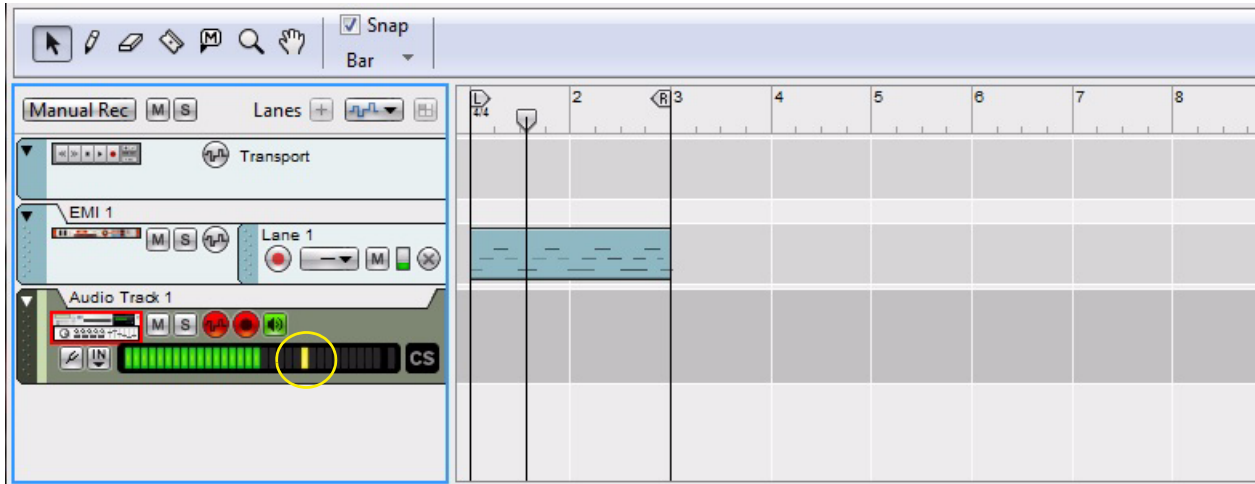 M
Snap
Bar
Manual Rec M S Lanes +
L 2 R 3 4 5 6 7 8
4/4
Transport
EMI 1
M S Lane 1
M
Audio Track 1
M S
IN CS